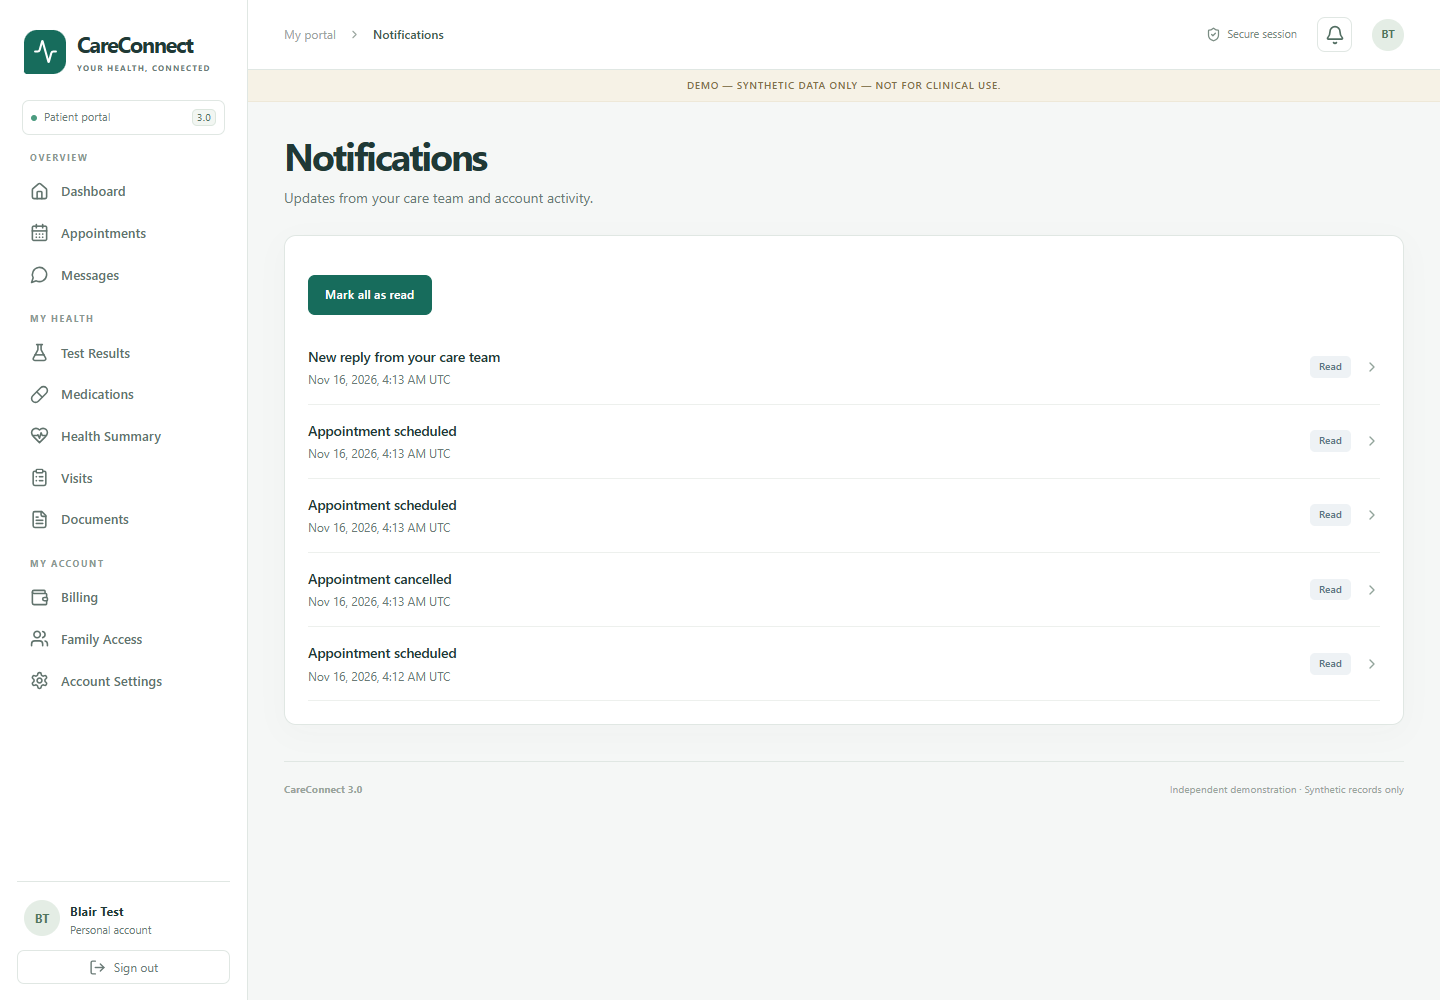 CareConnect
YOUR HEALTH, CONNECTED
Patient portal 3.0
OVERVIEW
Dashboard
Appointments
Messages
MY HEALTH
Test Results
Medications
Health Summary
Visits
Documents
MY ACCOUNT
Billing
Family Access
Account Settings
BT
Blair Test
Personal account
Sign out
My portal > Notifications
Secure session
BT
DEMO — SYNTHETIC DATA ONLY — NOT FOR CLINICAL USE.
Notifications
Updates from your care team and account activity.
Mark all as read
New reply from your care team
Nov 16, 2026, 4:13 AM UTC
Read
Appointment scheduled
Nov 16, 2026, 4:13 AM UTC
Read
Appointment scheduled
Nov 16, 2026, 4:13 AM UTC
Read
Appointment cancelled
Nov 16, 2026, 4:13 AM UTC
Read
Appointment scheduled
Nov 16, 2026, 4:12 AM UTC
Read
CareConnect 3.0
Independent demonstration · Synthetic records only